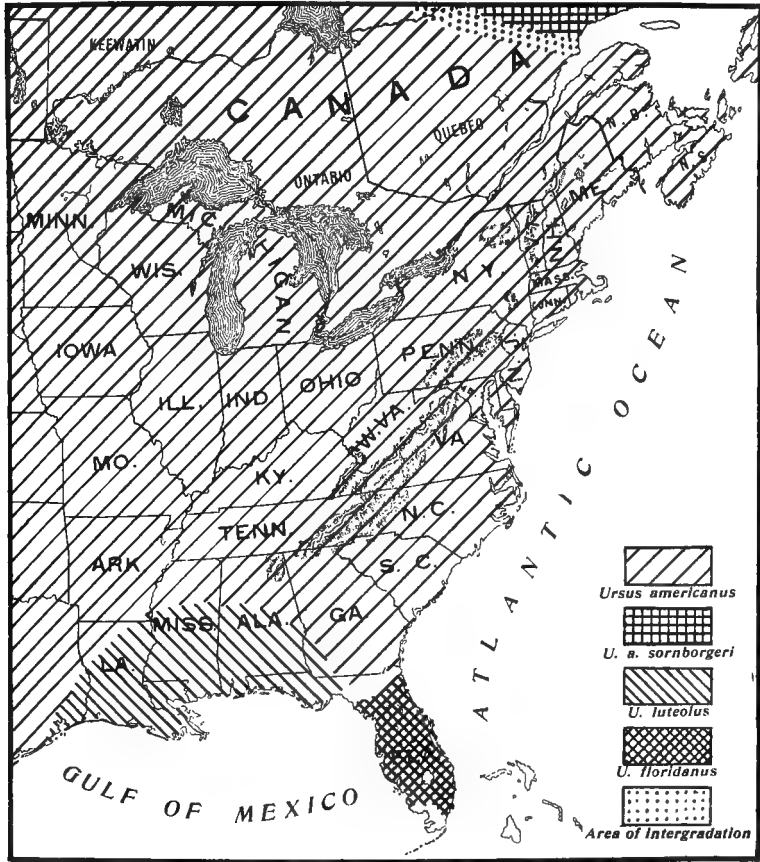 KEEWATIN
CANADA
QUEBEC
ONTARIO
N.B.
N.S.
ME.
MINN.
MICHIGAN
WIS.
N.Y.
MASS.
CONN.
IOWA
PENN.
N.J.
ILL.
IND
OHIO
W.VA.
VA
MO.
KY.
N.C.
TENN.
ARK
S. C.
MISS.
ALA.
GA.
LA.
ATLANTIC OCEAN
GULF OF MEXICO
Ursus americanus
U. a. sornborgeri
U. luteolus
U. floridanus
Area of Intergradation